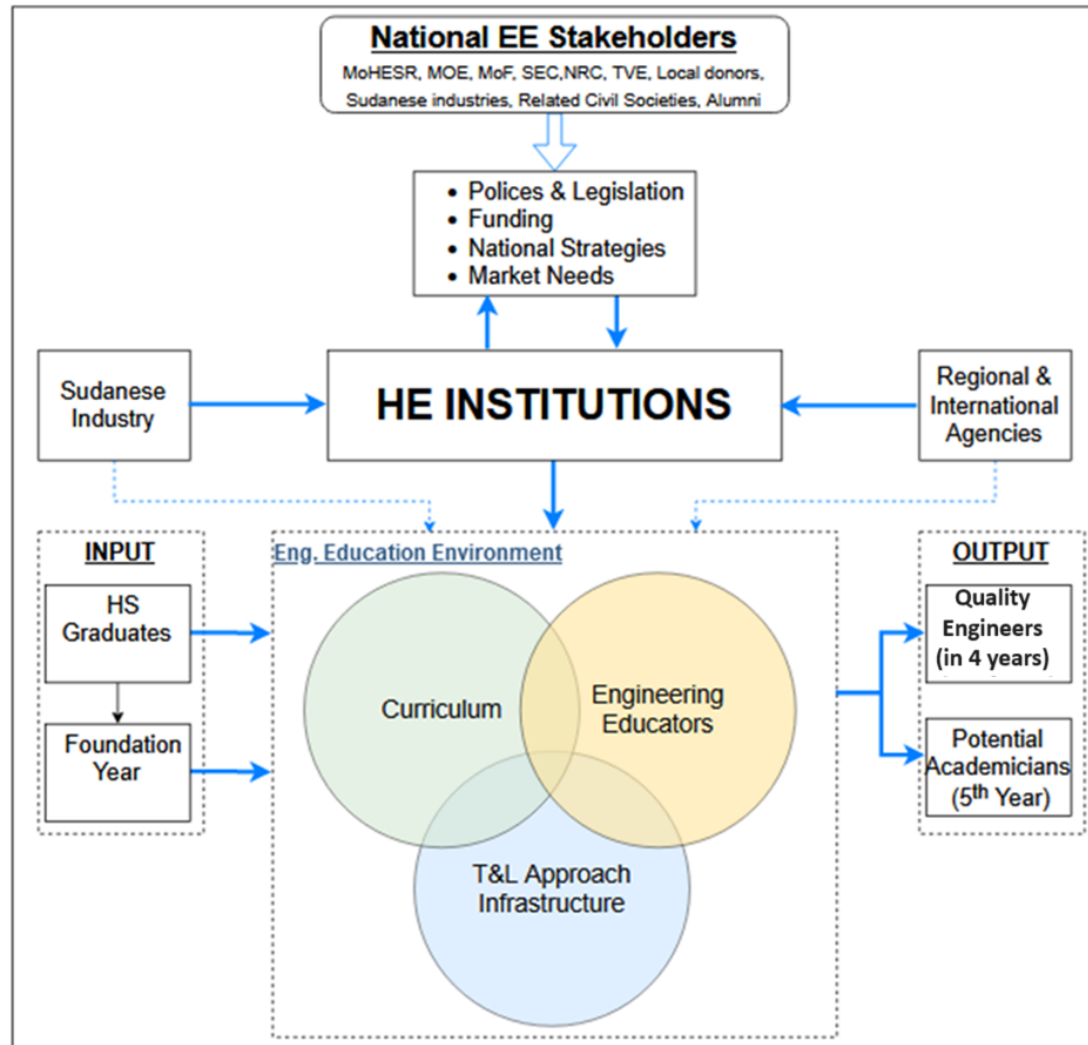 National EE Stakeholders
MoHESR, MOE, MoF, SEC,NRC, TVE, Local donors,
Sudanese industries, Related Civil Societies, Alumni
• Polices & Legislation
• Funding
• National Strategies
• Market Needs
Sudanese
Industry
HE INSTITUTIONS
Regional &
International
Agencies
INPUT
HS
Graduates
Foundation
Year
Eng. Education Environment
Curriculum
Engineering
Educators
T&L Approach
Infrastructure
OUTPUT
Quality
Engineers
(in 4 years)
Potential
Academicians
(5th Year)